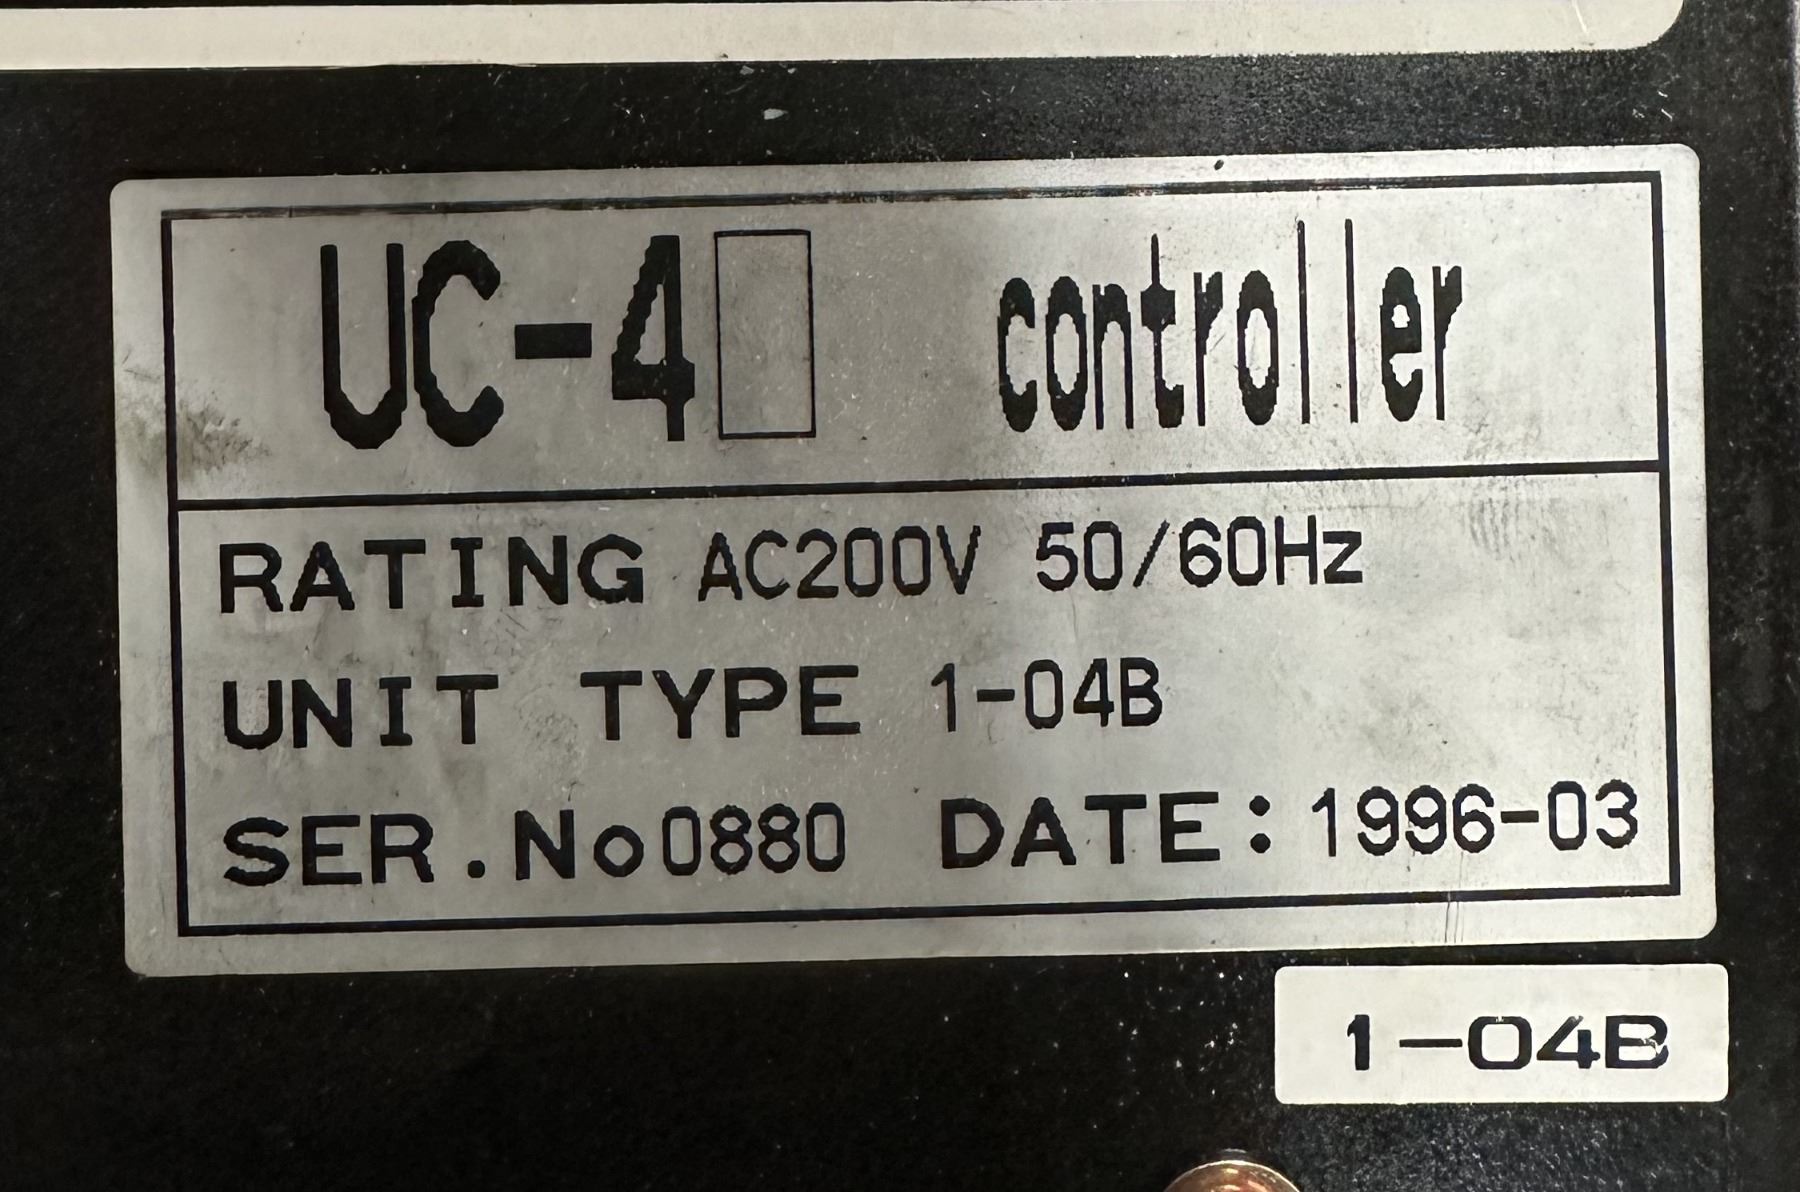 UC-4□ controller
RATING AC200V 50/60Hz
UNIT TYPE 1-04B
SER.No0880 DATE:1996-03
1-04B